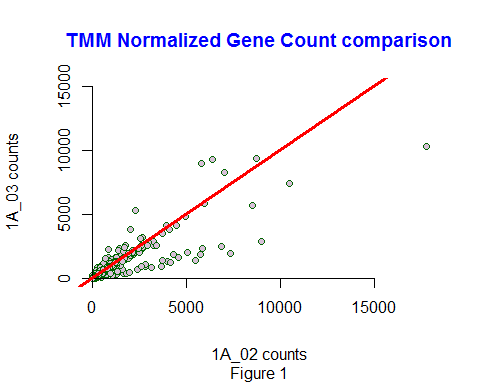 TMM Normalized Gene Count comparison
15000
10000
5000
0
1A_03 counts
0 5000 10000 15000
1A_02 counts
Figure 1